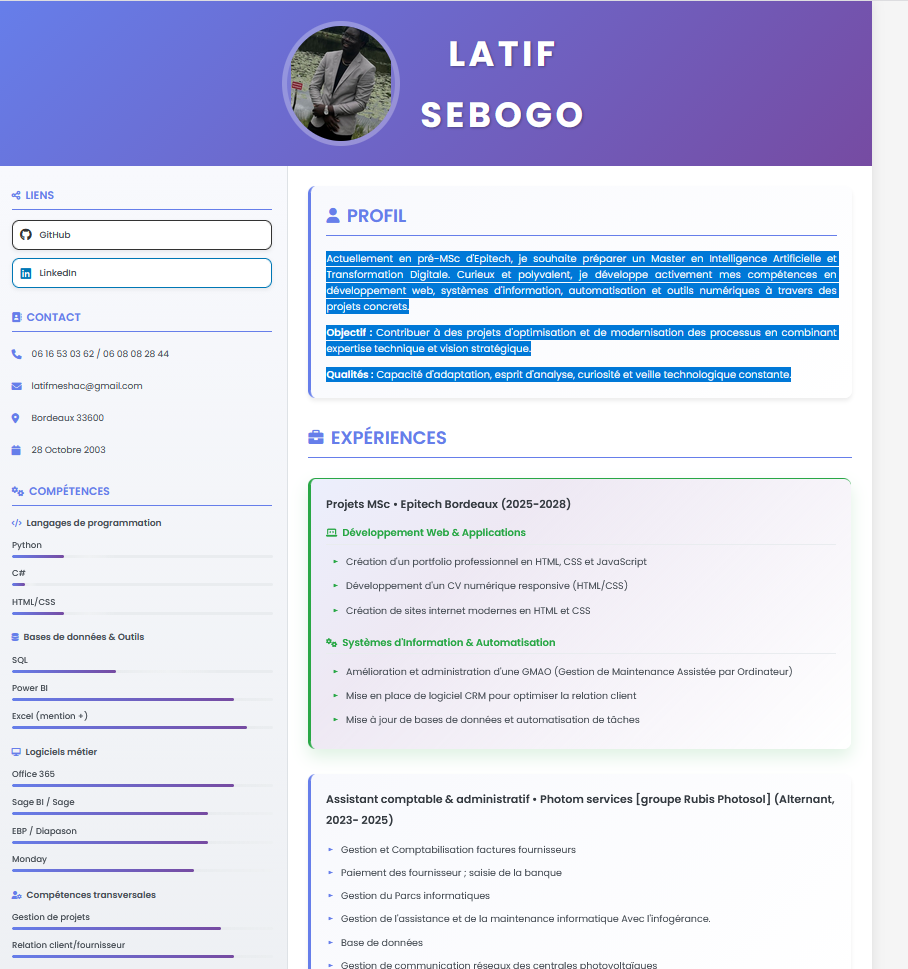 LATIF
SEBOGO
LIENS
GitHub
LinkedIn
CONTACT
06 16 53 03 62 / 06 08 08 28 44
latifmeshac@gmail.com
Bordeaux 33600
28 Octobre 2003
COMPÉTENCES
Langages de programmation
Python
C#
HTML/CSS
Bases de données & Outils
SQL
Power BI
Excel (mention +)
Logiciels métier
Office 365
Sage BI / Sage
EBP / Diapason
Monday
Compétences transversales
Gestion de projets
Relation client/fournisseur
PROFIL
Actuellement en pré-MSc d'Epitech, je souhaite préparer un Master en Intelligence Artificielle et
Transformation Digitale. Curieux et polyvalent, je développe activement mes compétences en
développement web, systèmes d'information, automatisation et outils numériques à travers des
projets concrets.
Objectif : Contribuer à des projets d'optimisation et de modernisation des processus en combinant
expertise technique et vision stratégique.
Qualités : Capacité d'adaptation, esprit d'analyse, curiosité et veille technologique constante.
EXPÉRIENCES
Projets MSc • Epitech Bordeaux (2025-2028)
Développement Web & Applications
Création d'un portfolio professionnel en HTML, CSS et JavaScript
Développement d'un CV numérique responsive (HTML/CSS)
Création de sites internet modernes en HTML et CSS
Systèmes d'Information & Automatisation
Amélioration et administration d'une GMAO (Gestion de Maintenance Assistée par Ordinateur)
Mise en place de logiciel CRM pour optimiser la relation client
Mise à jour de bases de données et automatisation de tâches
Assistant comptable & administratif • Photom services [groupe Rubis Photosol] (Alternant,
2023- 2025)
Gestion et Comptabilisation factures fournisseurs
Paiement des fournisseur ; saisie de la banque
Gestion du Parcs informatiques
Gestion de l'assistance et de la maintenance informatique Avec l'infogérance.
Base de données
Gestion de communication réseaux des centrales photovoltaïques